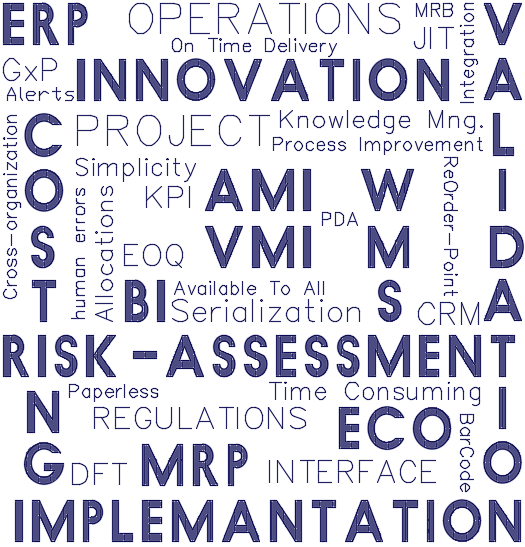 ERP
OPERATIONS
MRB
JIT
Integration
VALIDATION
On Time Delivery
GxP
Alerts
INNOVATION
Cross-organization
COSTING
PROJECT
Knowledge Mng.
Process Improvement
Simplicity
KPI
AMI
WMS
ReOrder-Point
human errors
Allocations
PDA
EOQ
VMI
BI
Available To All
Serialization
CRM
RISK-ASSESSMENT
Paperless
Time Consuming
REGULATIONS
ECO
BarCode
DFT
MRP
INTERFACE
IMPLEMANTATION